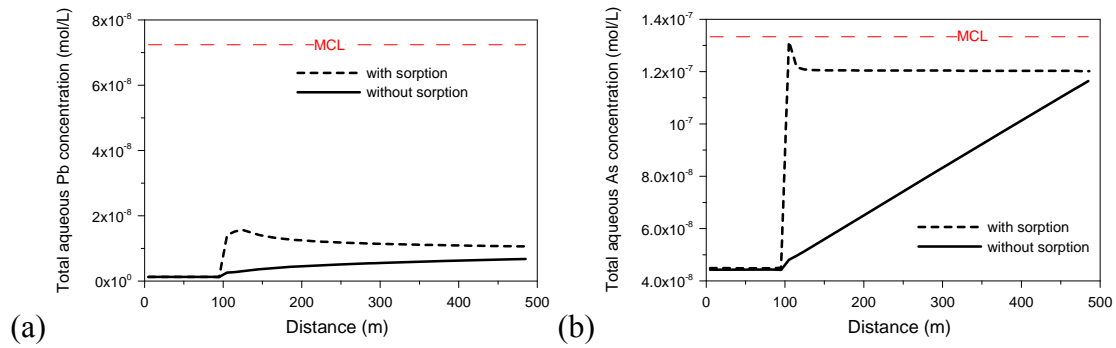 Total aqueous Pb concentration (mol/L)
8x10⁻⁸
6x10⁻⁸
4x10⁻⁸
2x10⁻⁸
0x10⁰
MCL
with sorption
without sorption
0 100 200 300 400 500
Distance (m)
(a)
Total aqueous As concentration (mol/L)
1.4x10⁻⁷
1.2x10⁻⁷
10⁻⁷
8.0x10⁻⁸
6.0x10⁻⁸
4.0x10⁻⁸
MCL
with sorption
without sorption
0 100 200 300 400 500
Distance (m)
(b)